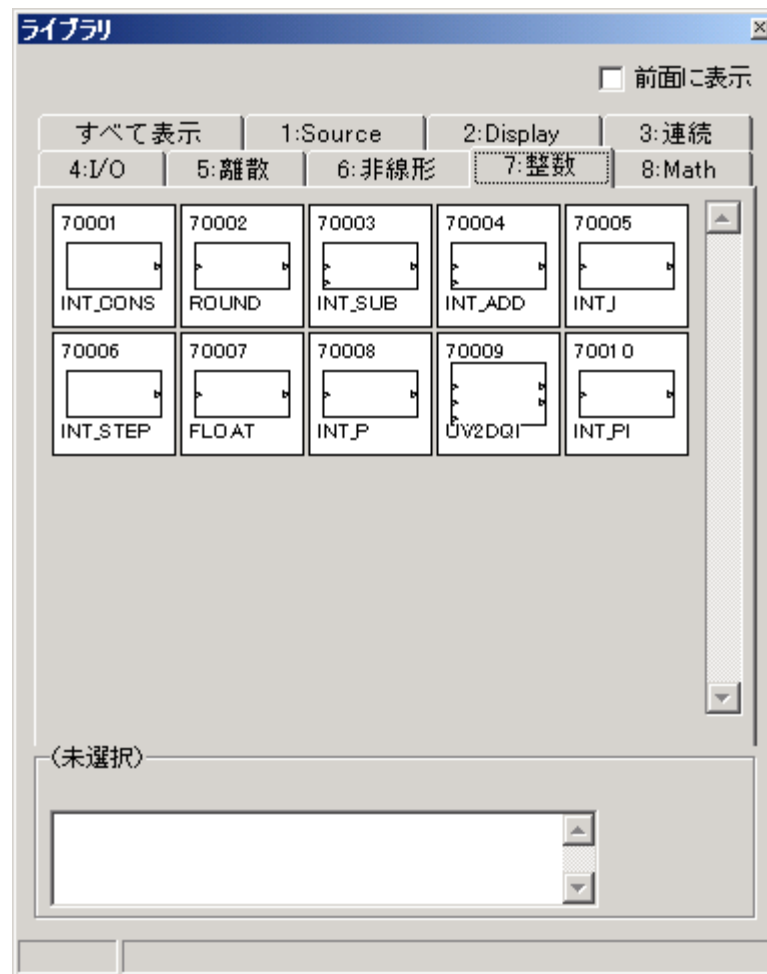 ライブラリ
前面に表示
すべて表示 1:Source 2:Display 3:連続
4:I/O 5:離散 6:非線形 7:整数 8:Math
70001 70002 70003 70004 70005
INT_CONS ROUND INT_SUB INT_ADD INT_I
70006 70007 70008 70009 70010
INT_STEP FLOAT INT_P UV2DQI INT_PI
(未選択)